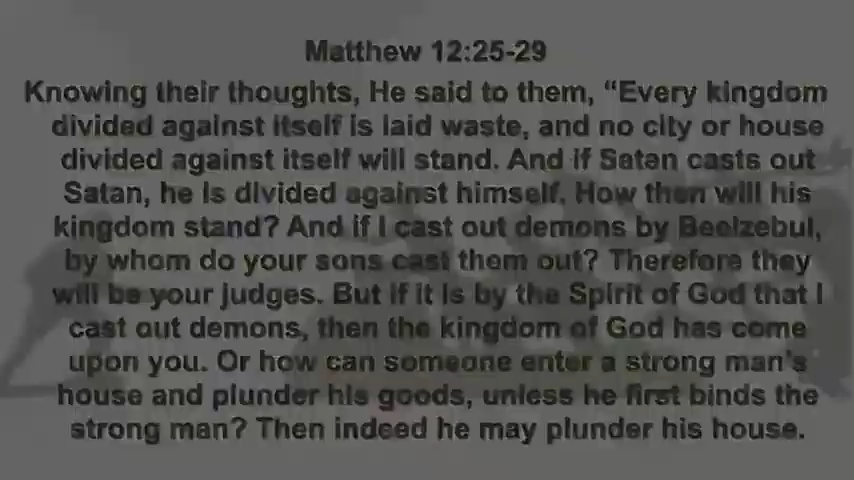 Matthew 12:25-29
Knowing their thoughts, He said to them, “Every kingdom
divided against itself is laid waste, and no city or house
divided against itself will stand. And if Satan casts out
Satan, he is divided against himself. How then will his
kingdom stand? And if I cast out demons by Beelzebul,
by whom do your sons cast them out? Therefore they
will be your judges. But if it is by the Spirit of God that I
cast out demons, then the kingdom of God has come
upon you. Or how can someone enter a strong man’s
house and plunder his goods, unless he first binds the
strong man? Then indeed he may plunder his house.